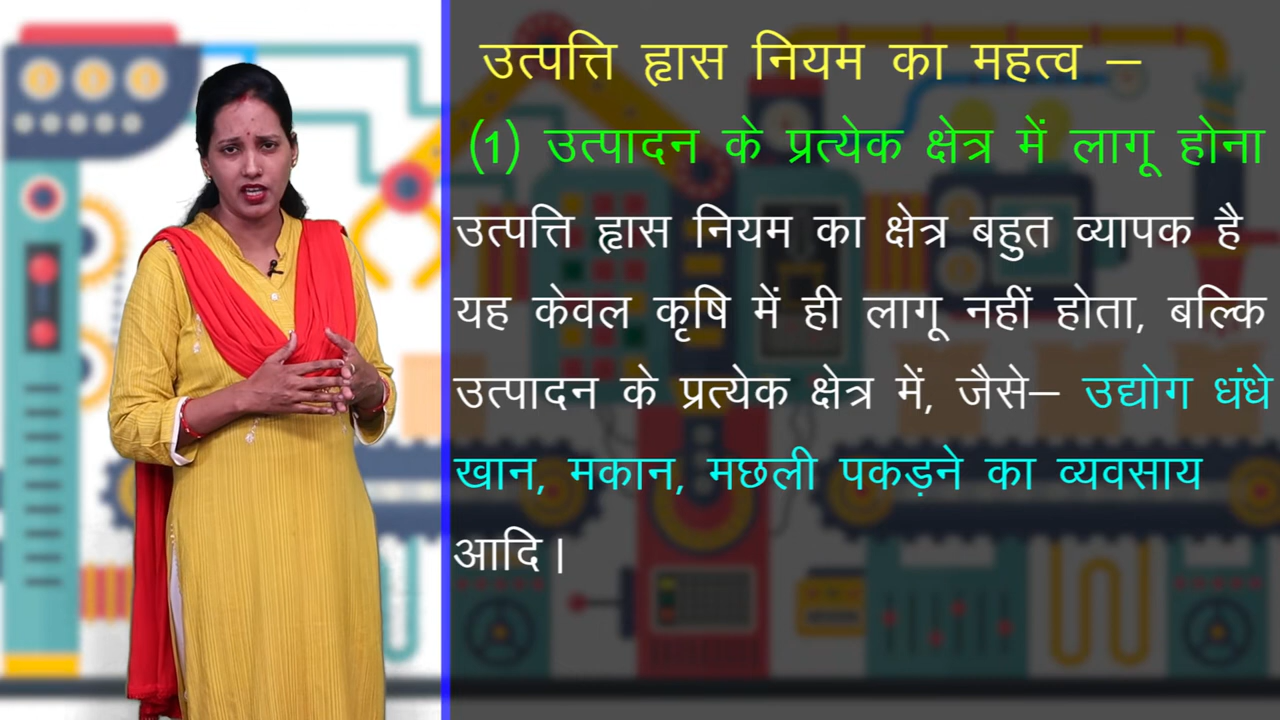 उत्पत्ति ह्रास नियम का महत्व –
(1) उत्पादन के प्रत्येक क्षेत्र में लागू होना
उत्पत्ति ह्रास नियम का क्षेत्र बहुत व्यापक है
यह केवल कृषि में ही लागू नहीं होता, बल्कि
उत्पादन के प्रत्येक क्षेत्र में, जैसे– उद्योग धंधे
खान, मकान, मछली पकड़ने का व्यवसाय
आदि।